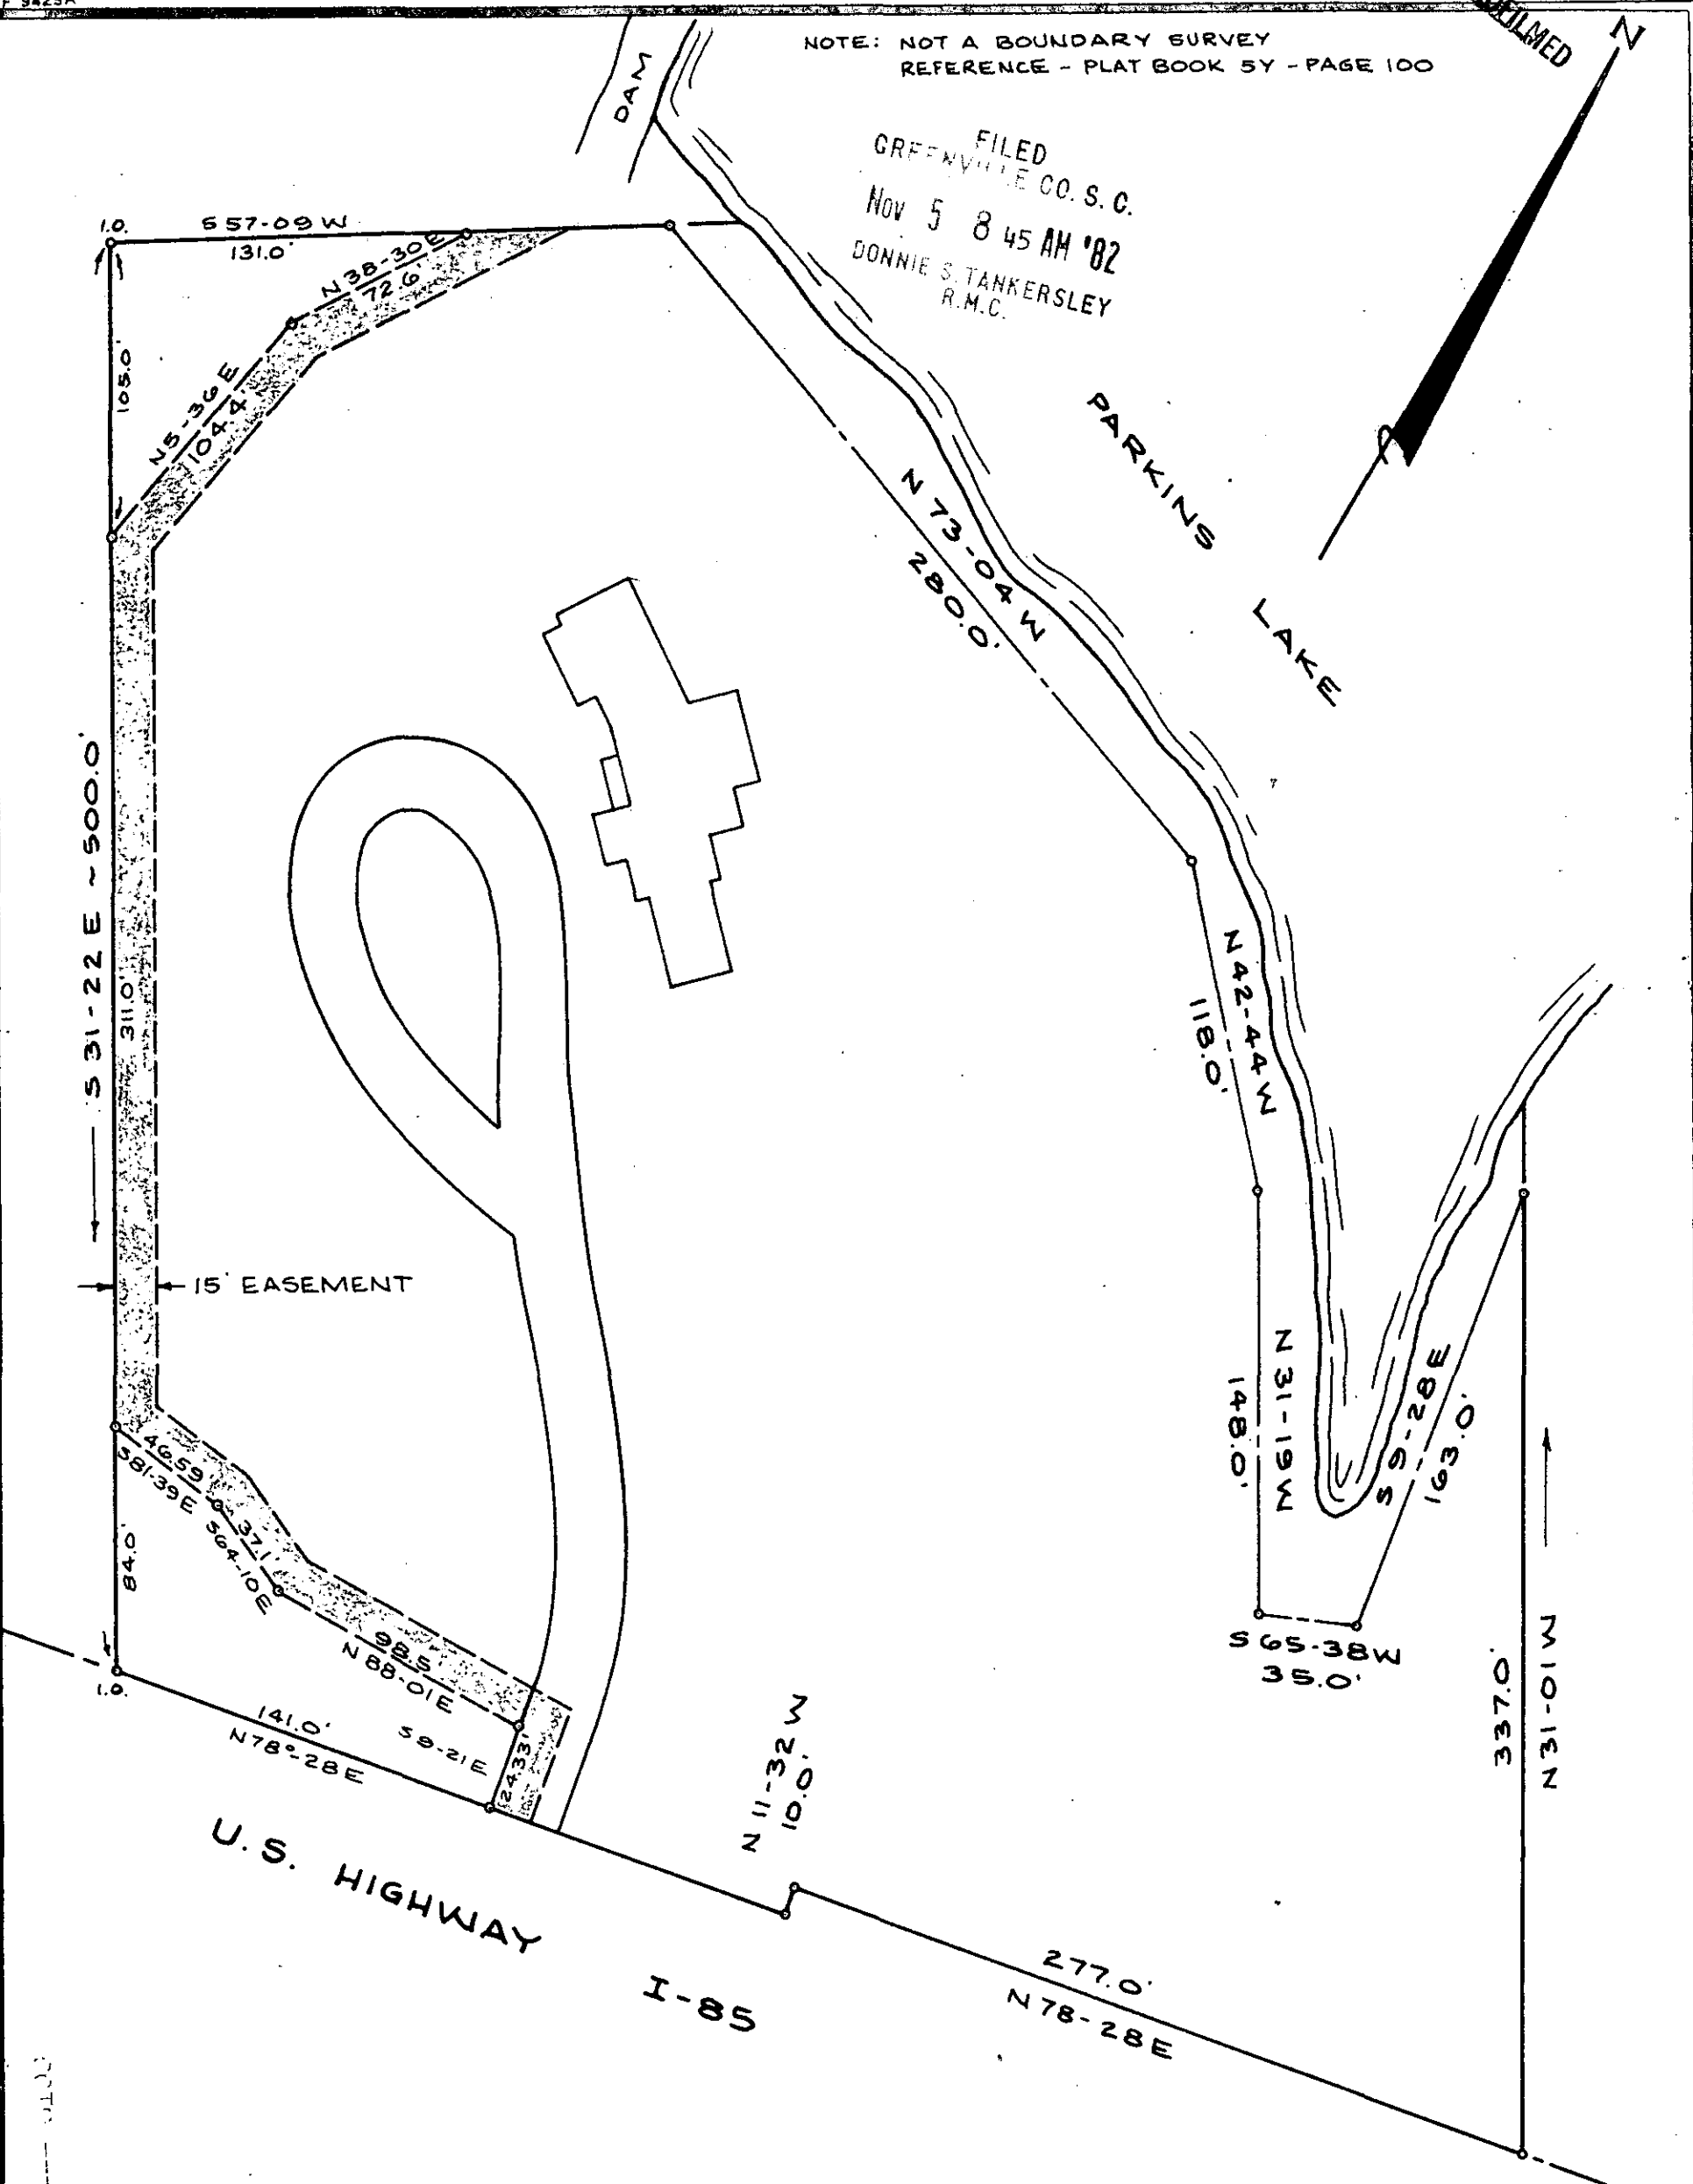 NOTE: NOT A BOUNDARY SURVEY
REFERENCE - PLAT BOOK 5Y - PAGE 100
N
DAM
FILED
GREENVILLE CO. S. C.
Nov 5 8 45 AM '82
DONNIE S. TANKERSLEY
R.M.C.
I.O.
S 57-09 W
131.0'
N 38-30 E
72.6'
105.0'
N 5-36 E
104.4'
PARKINS
LAKE
N 73-04 W
280.0'
S 31-22 E ~ 500.0'
311.0'
N 42-44 W
118.0'
15' EASEMENT
N 31-19 W
148.0'
S 9-28 E
163.0'
46.59'
S 81-39 E
37.1
S 64-10 E
84.0'
98.5
N 88-01 E
S 65-38 W
35.0'
337.0'
N 31-01 W
I.O.
141.0'
N 78°-28 E
S 9-21 E
24.33'
N 11-32 W
10.0'
U.S. HIGHWAY
I-85
277.0'
N 78-28 E